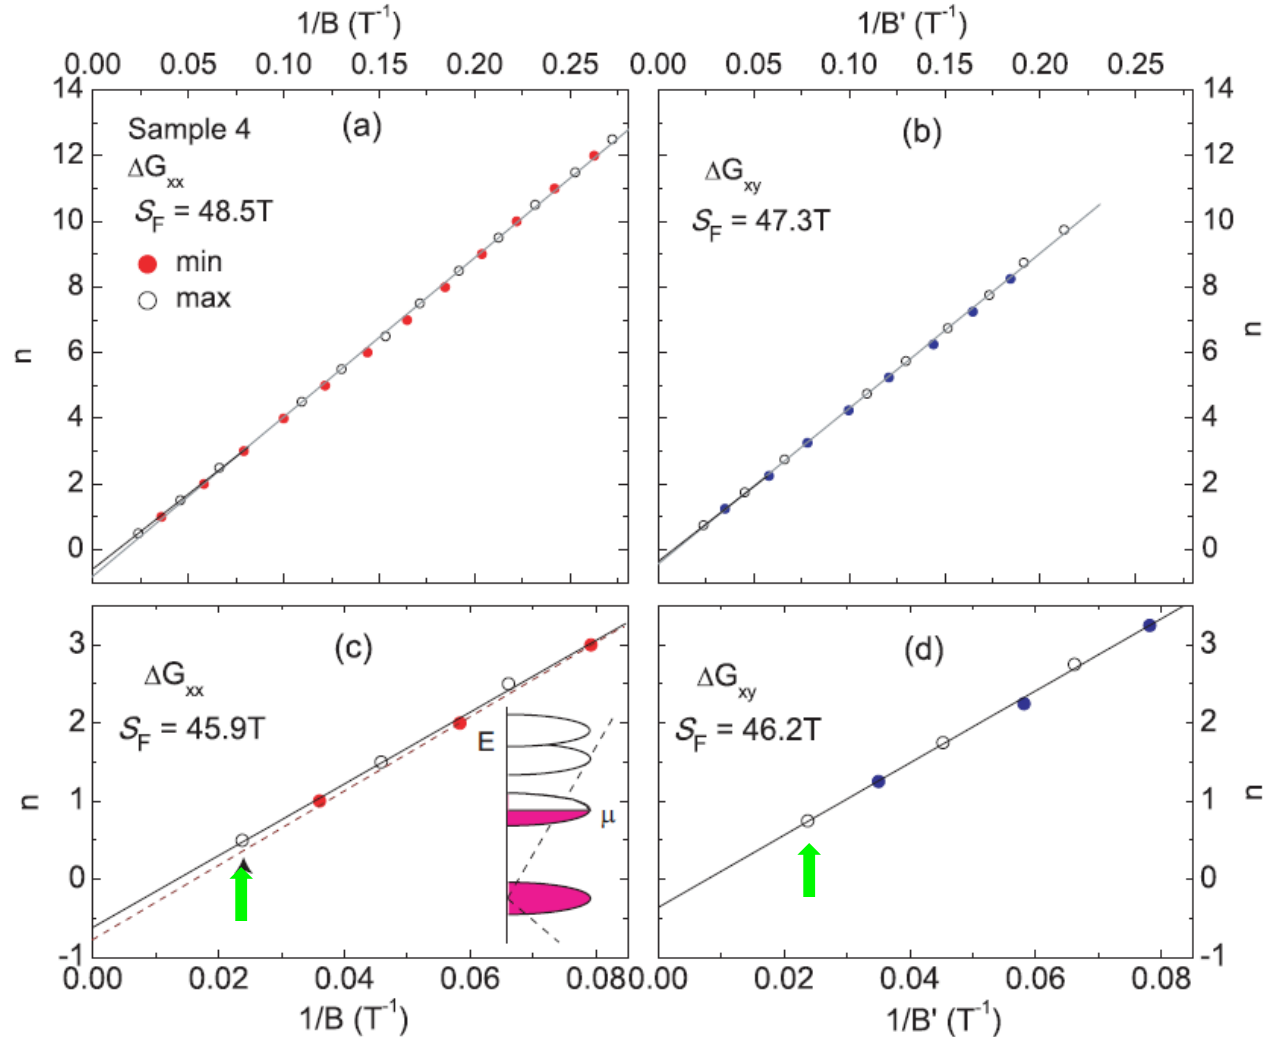 1/B (T⁻¹)
1/B' (T⁻¹)
0.00 0.05 0.10 0.15 0.20 0.25
0.00 0.05 0.10 0.15 0.20 0.25
14
12
10
8
6
4
2
0
n
(a)
Sample 4
ΔGxx
SF = 48.5T
min
max
(b)
ΔGxy
SF = 47.3T
14
12
10
8
6
4
2
0
n
3
2
1
0
-1
n
(c)
ΔGxx
SF = 45.9T
E
μ
(d)
ΔGxy
SF = 46.2T
3
2
1
0
-1
n
0.00 0.02 0.04 0.06 0.08
0.00 0.02 0.04 0.06 0.08
1/B (T⁻¹)
1/B' (T⁻¹)